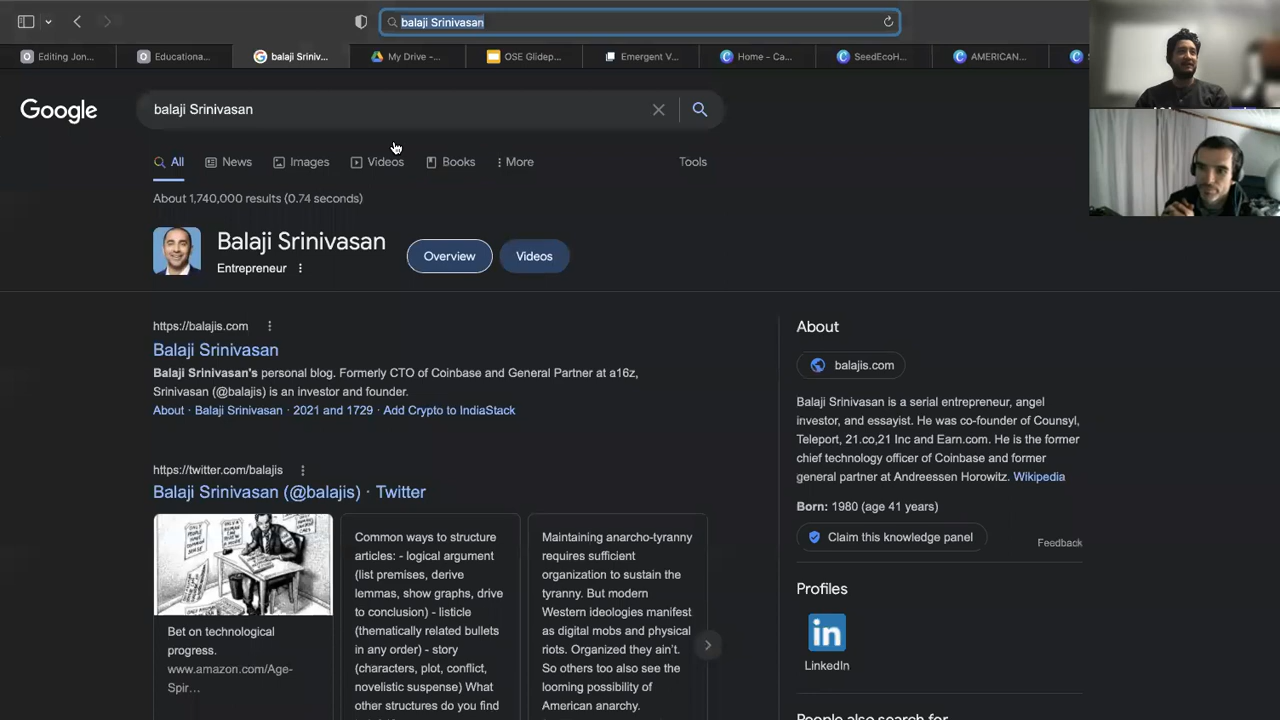 balaji Srinivasan
Editing Jon...
Educationa...
balaji Sriniv...
My Drive -...
OSE Glidep...
Emergent V...
Home - Ca...
SeedEcoH...
AMERICAN...
Google
balaji Srinivasan
All
News
Images
Videos
Books
More
Tools
About 1,740,000 results (0.74 seconds)
Balaji Srinivasan
Entrepreneur
Overview
Videos
https://balajis.com
Balaji Srinivasan
Balaji Srinivasan's personal blog. Formerly CTO of Coinbase and General Partner at a16z,
Srinivasan (@balajis) is an investor and founder.
About · Balaji Srinivasan · 2021 and 1729 · Add Crypto to IndiaStack
https://twitter.com/balajis
Balaji Srinivasan (@balajis) · Twitter
Bet on technological
progress.
www.amazon.com/Age-
Spir...
Common ways to structure
articles: - logical argument
(list premises, derive
lemmas, show graphs, drive
to conclusion) - listicle
(thematically related bullets
in any order) - story
(characters, plot, conflict,
novelistic suspense) What
other structures do you find
Maintaining anarcho-tyranny
requires sufficient
organization to sustain the
tyranny. But modern
Western ideologies manifest
as digital mobs and physical
riots. Organized they ain't.
So others too also see the
looming possibility of
American anarchy.
About
balajis.com
Balaji Srinivasan is a serial entrepreneur, angel
investor, and essayist. He was co-founder of Counsyl,
Teleport, 21.co,21 Inc and Earn.com. He is the former
chief technology officer of Coinbase and former
general partner at Andreessen Horowitz. Wikipedia
Born: 1980 (age 41 years)
Claim this knowledge panel
Feedback
Profiles
in
LinkedIn
People also search for